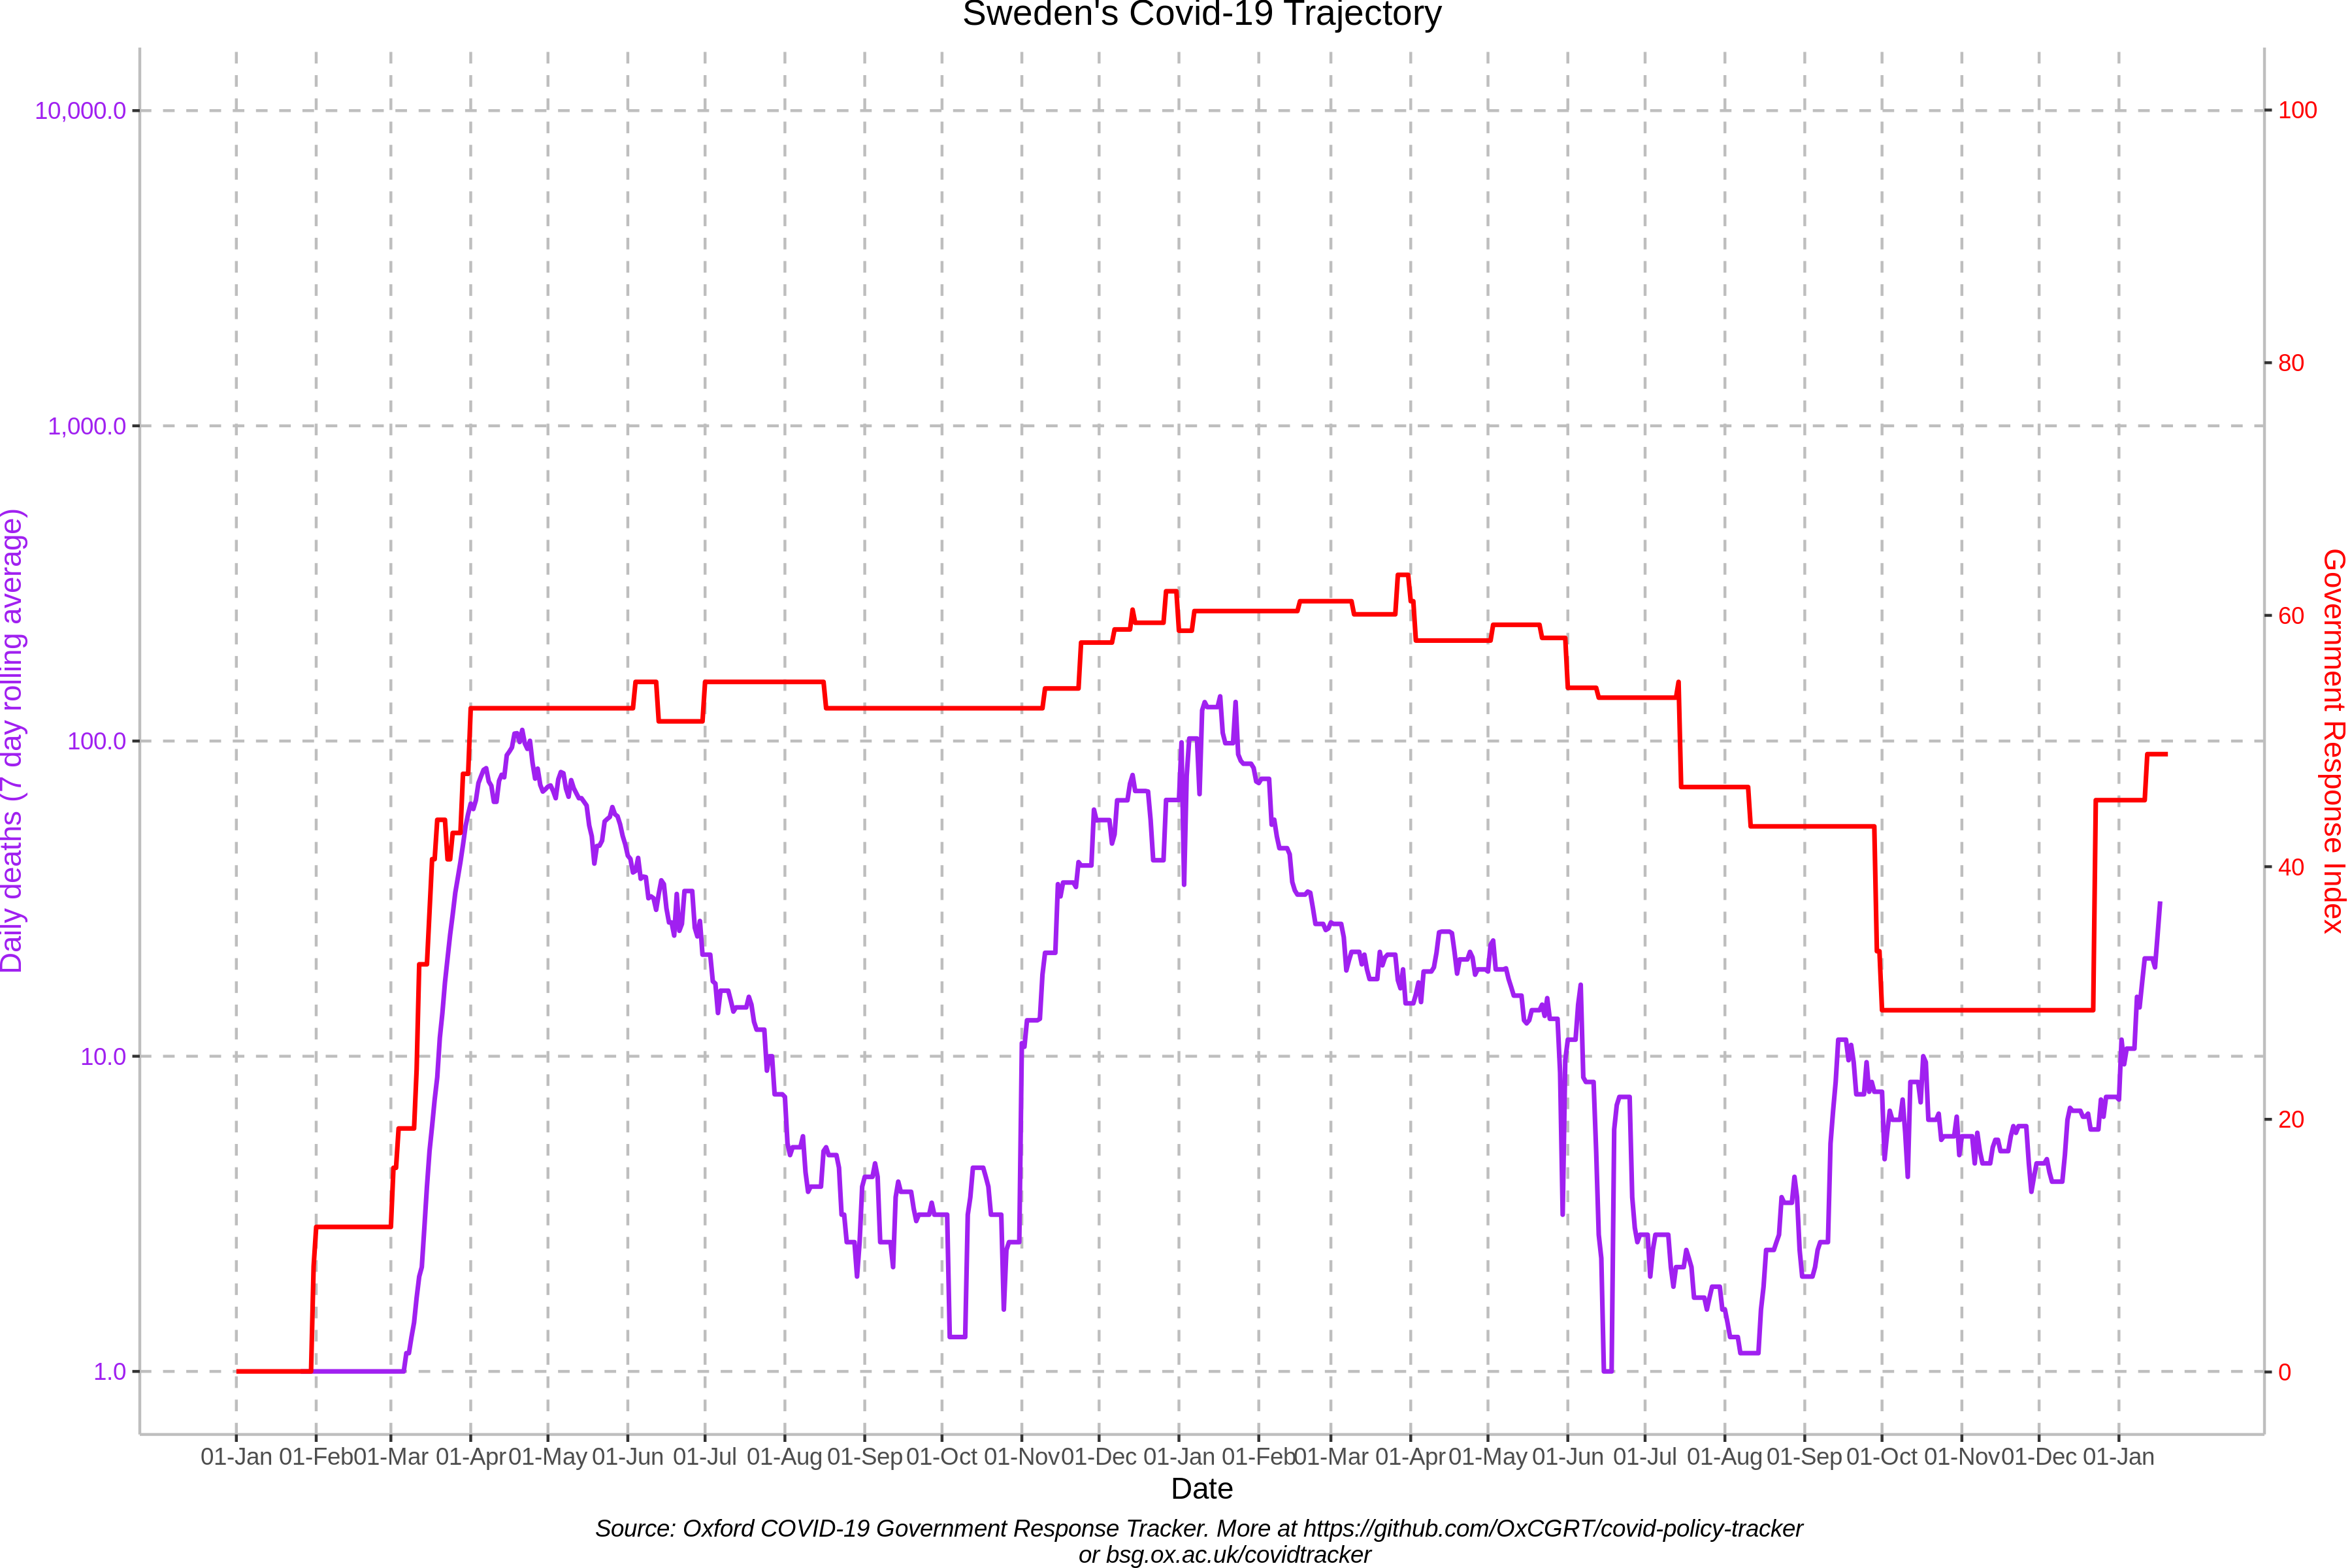 Sweden's Covid-19 Trajectory
10,000.0
1,000.0
100.0
10.0
1.0
Daily deaths (7 day rolling average)
100
80
60
40
20
0
Government Response Index
01-Jan 01-Feb 01-Mar 01-Apr 01-May 01-Jun 01-Jul 01-Aug 01-Sep 01-Oct 01-Nov 01-Dec 01-Jan 01-Feb 01-Mar 01-Apr 01-May 01-Jun 01-Jul 01-Aug 01-Sep 01-Oct 01-Nov 01-Dec 01-Jan
Date
Source: Oxford COVID-19 Government Response Tracker. More at https://github.com/OxCGRT/covid-policy-tracker
or bsg.ox.ac.uk/covidtracker